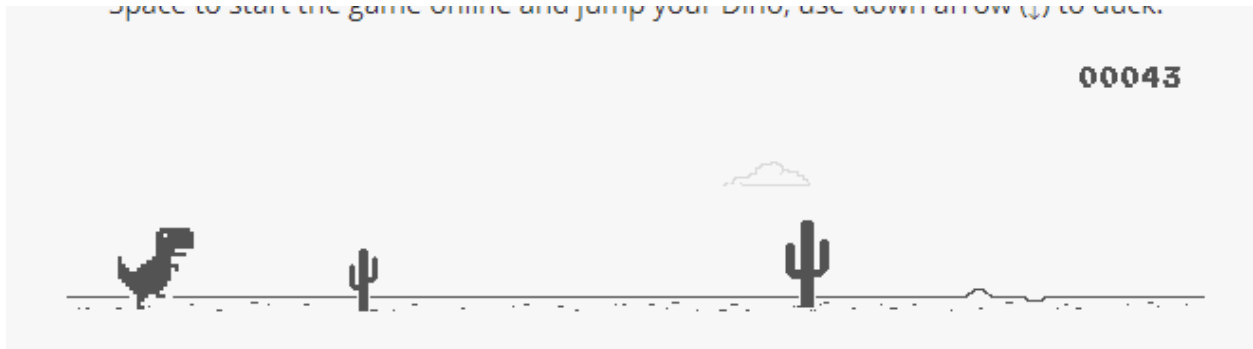 Space to start the game online and jump your Dino, use down arrow (↓) to duck.
00043